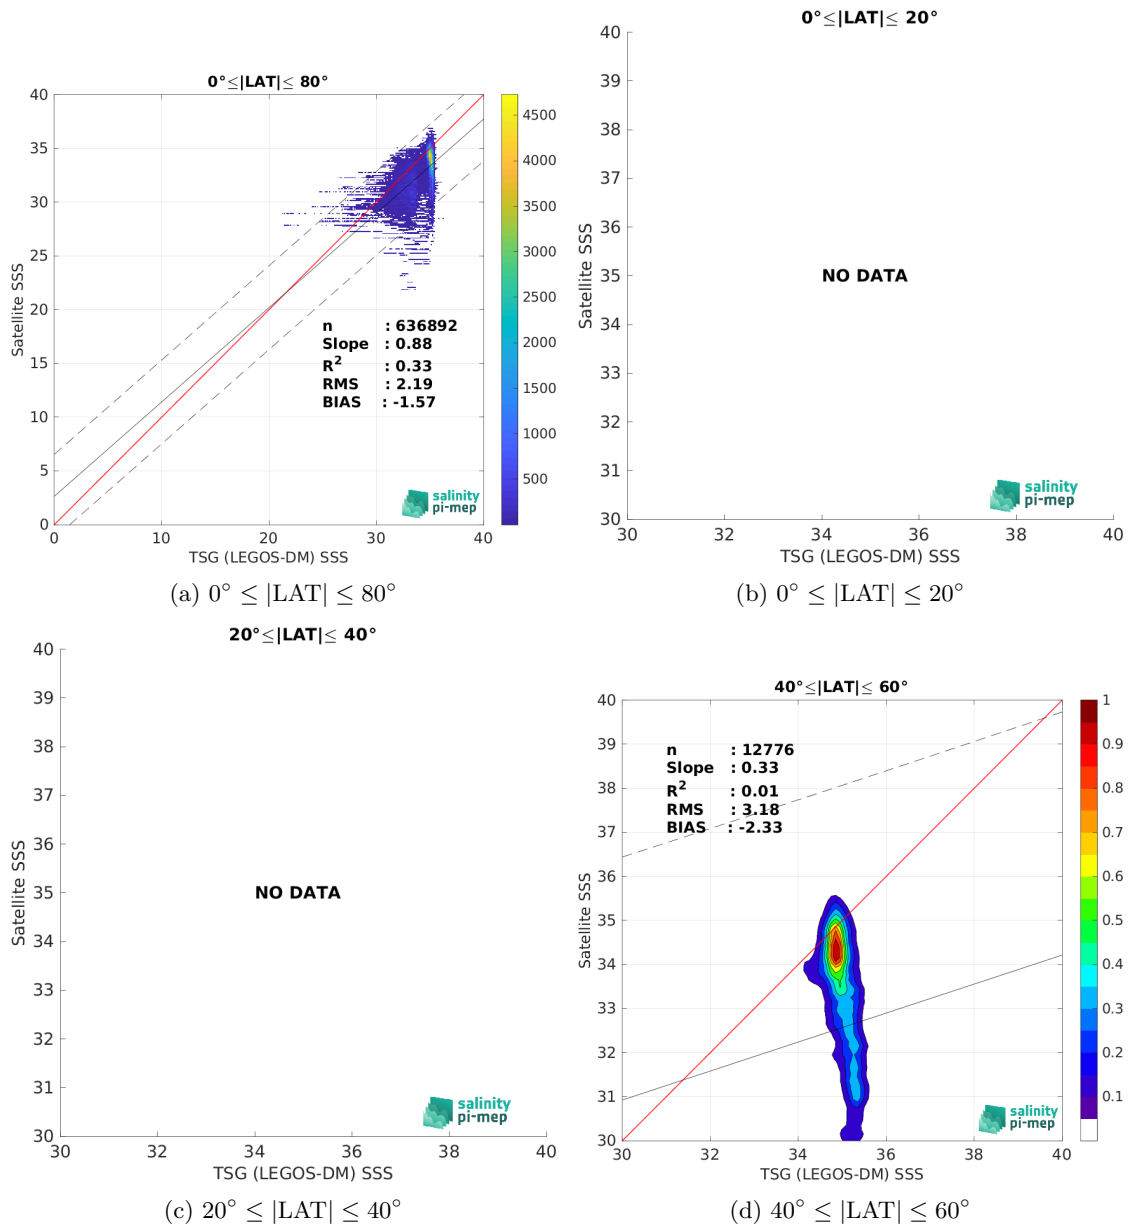 0°≤|LAT|≤ 80°
40
35
30
25
20
15
10
5
0
0
10
20
30
40
Satellite SSS
TSG (LEGOS-DM) SSS
n : 636892
Slope : 0.88
R² : 0.33
RMS : 2.19
BIAS : -1.57
salinity
pi-mep
4500
4000
3500
3000
2500
2000
1500
1000
500
(a) 0° ≤ |LAT| ≤ 80°
0°≤|LAT|≤ 20°
40
39
38
37
36
35
34
33
32
31
30
30
32
34
36
38
40
Satellite SSS
TSG (LEGOS-DM) SSS
NO DATA
salinity
pi-mep
(b) 0° ≤ |LAT| ≤ 20°
20°≤|LAT|≤ 40°
40
39
38
37
36
35
34
33
32
31
30
30
32
34
36
38
40
Satellite SSS
TSG (LEGOS-DM) SSS
NO DATA
salinity
pi-mep
(c) 20° ≤ |LAT| ≤ 40°
40°≤|LAT|≤ 60°
40
39
38
37
36
35
34
33
32
31
30
30
32
34
36
38
40
Satellite SSS
TSG (LEGOS-DM) SSS
n : 12776
Slope : 0.33
R² : 0.01
RMS : 3.18
BIAS : -2.33
salinity
pi-mep
1
0.9
0.8
0.7
0.6
0.5
0.4
0.3
0.2
0.1
(d) 40° ≤ |LAT| ≤ 60°